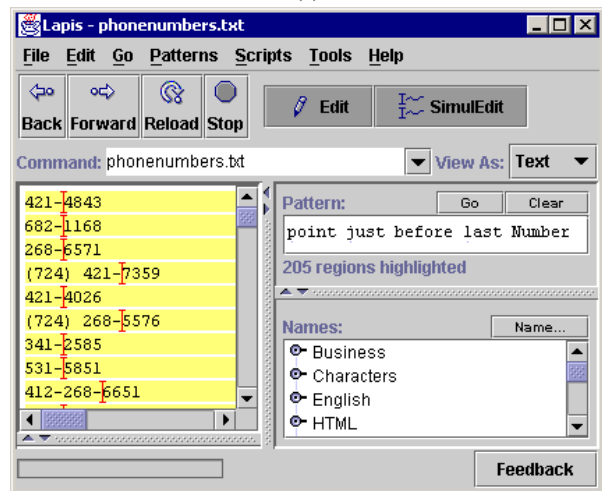 Lapis - phonenumbers.txt
File Edit Go Patterns Scripts Tools Help
Back Forward Reload Stop Edit SimulEdit
Command: phonenumbers.txt View As: Text
421-4843
682-1168
268-6571
(724) 421-7359
421-4026
(724) 268-5576
341-2585
531-5851
412-268-6651
Pattern: Go Clear
point just before last Number
205 regions highlighted
Names: Name...
Business
Characters
English
HTML
Feedback